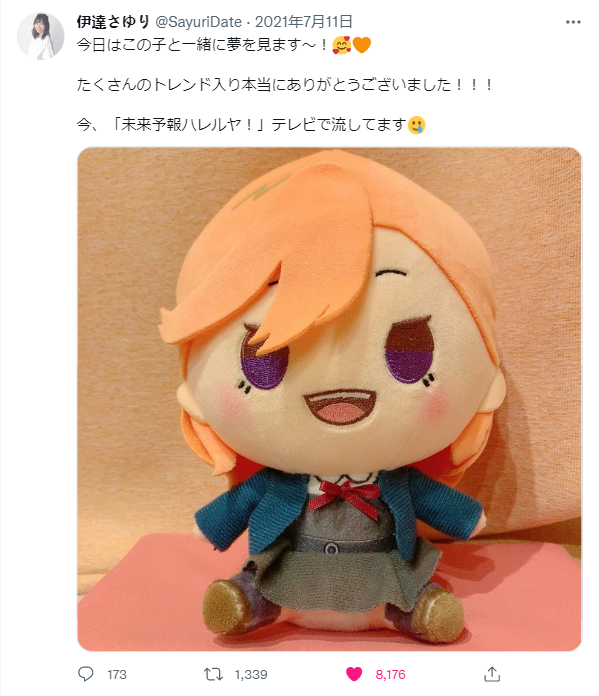 伊達さゆり @SayuriDate · 2021年7月11日
今日はこの子と一緒に夢を見ます〜！🥰🧡
たくさんのトレンド入り本当にありがとうございました！！！
今、「未来予報ハレルヤ！」テレビで流してます🥲
173 1,339 8,176